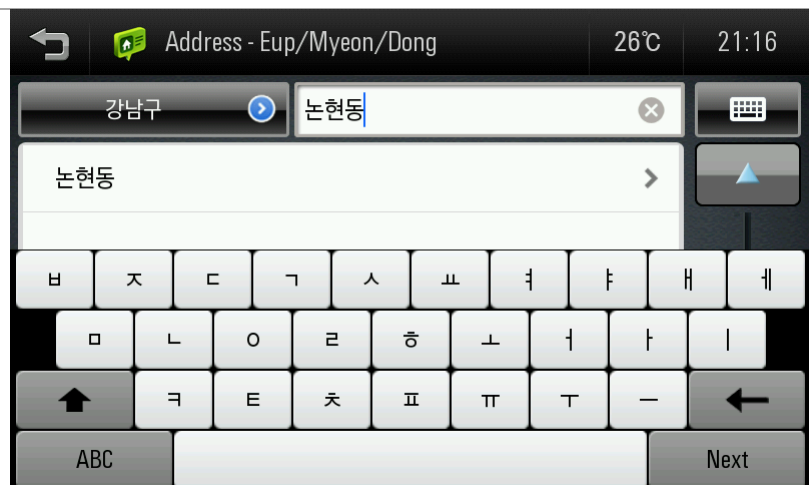 Address - Eup/Myeon/Dong 26℃ 21:16
강남구 논현동
논현동
ㅂ ㅈ ㄷ ㄱ ㅅ ㅛ ㅕ ㅑ ㅐ ㅔ
ㅁ ㄴ ㅇ ㄹ ㅎ ㅗ ㅓ ㅏ ㅣ
ㅋ ㅌ ㅊ ㅍ ㅠ ㅜ ㅡ
ABC Next